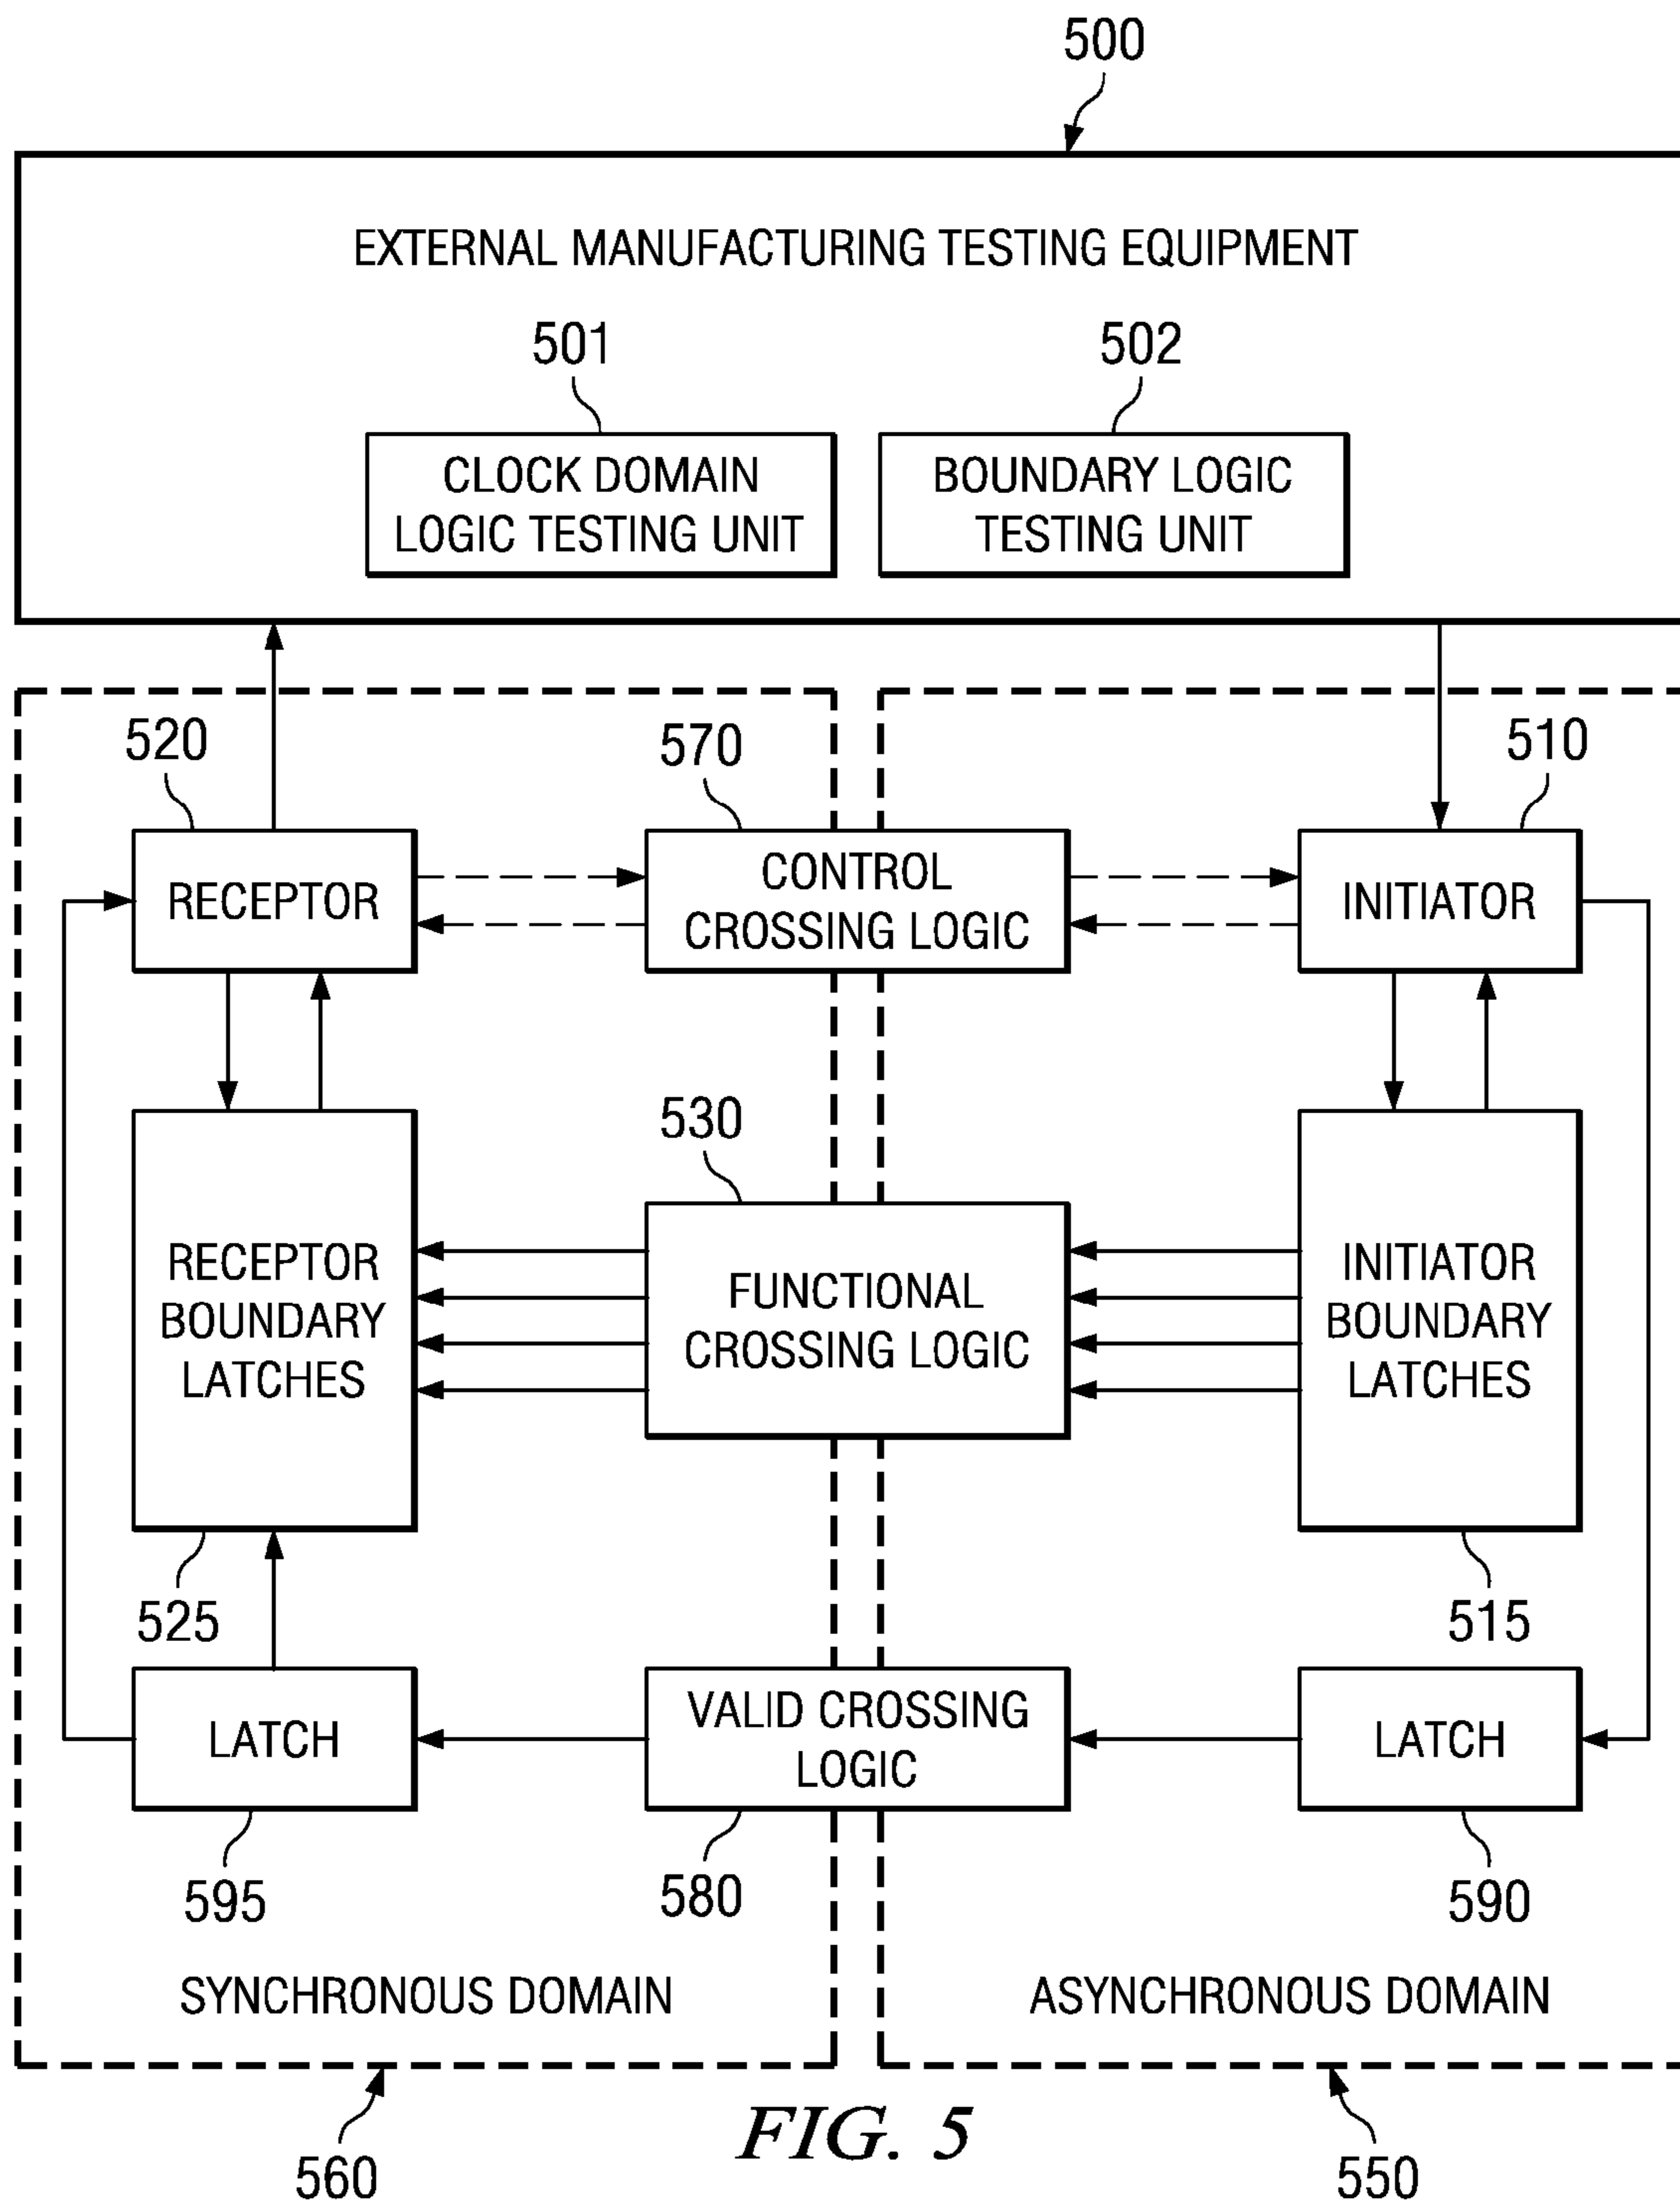 500
EXTERNAL MANUFACTURING TESTING EQUIPMENT
501
502
CLOCK DOMAIN
LOGIC TESTING UNIT
BOUNDARY LOGIC
TESTING UNIT
520
570
510
RECEPTOR
CONTROL
CROSSING LOGIC
INITIATOR
530
RECEPTOR
BOUNDARY
LATCHES
FUNCTIONAL
CROSSING LOGIC
INITIATOR
BOUNDARY
LATCHES
525
515
LATCH
VALID CROSSING
LOGIC
LATCH
595
580
590
SYNCHRONOUS DOMAIN
ASYNCHRONOUS DOMAIN
560
FIG. 5
550